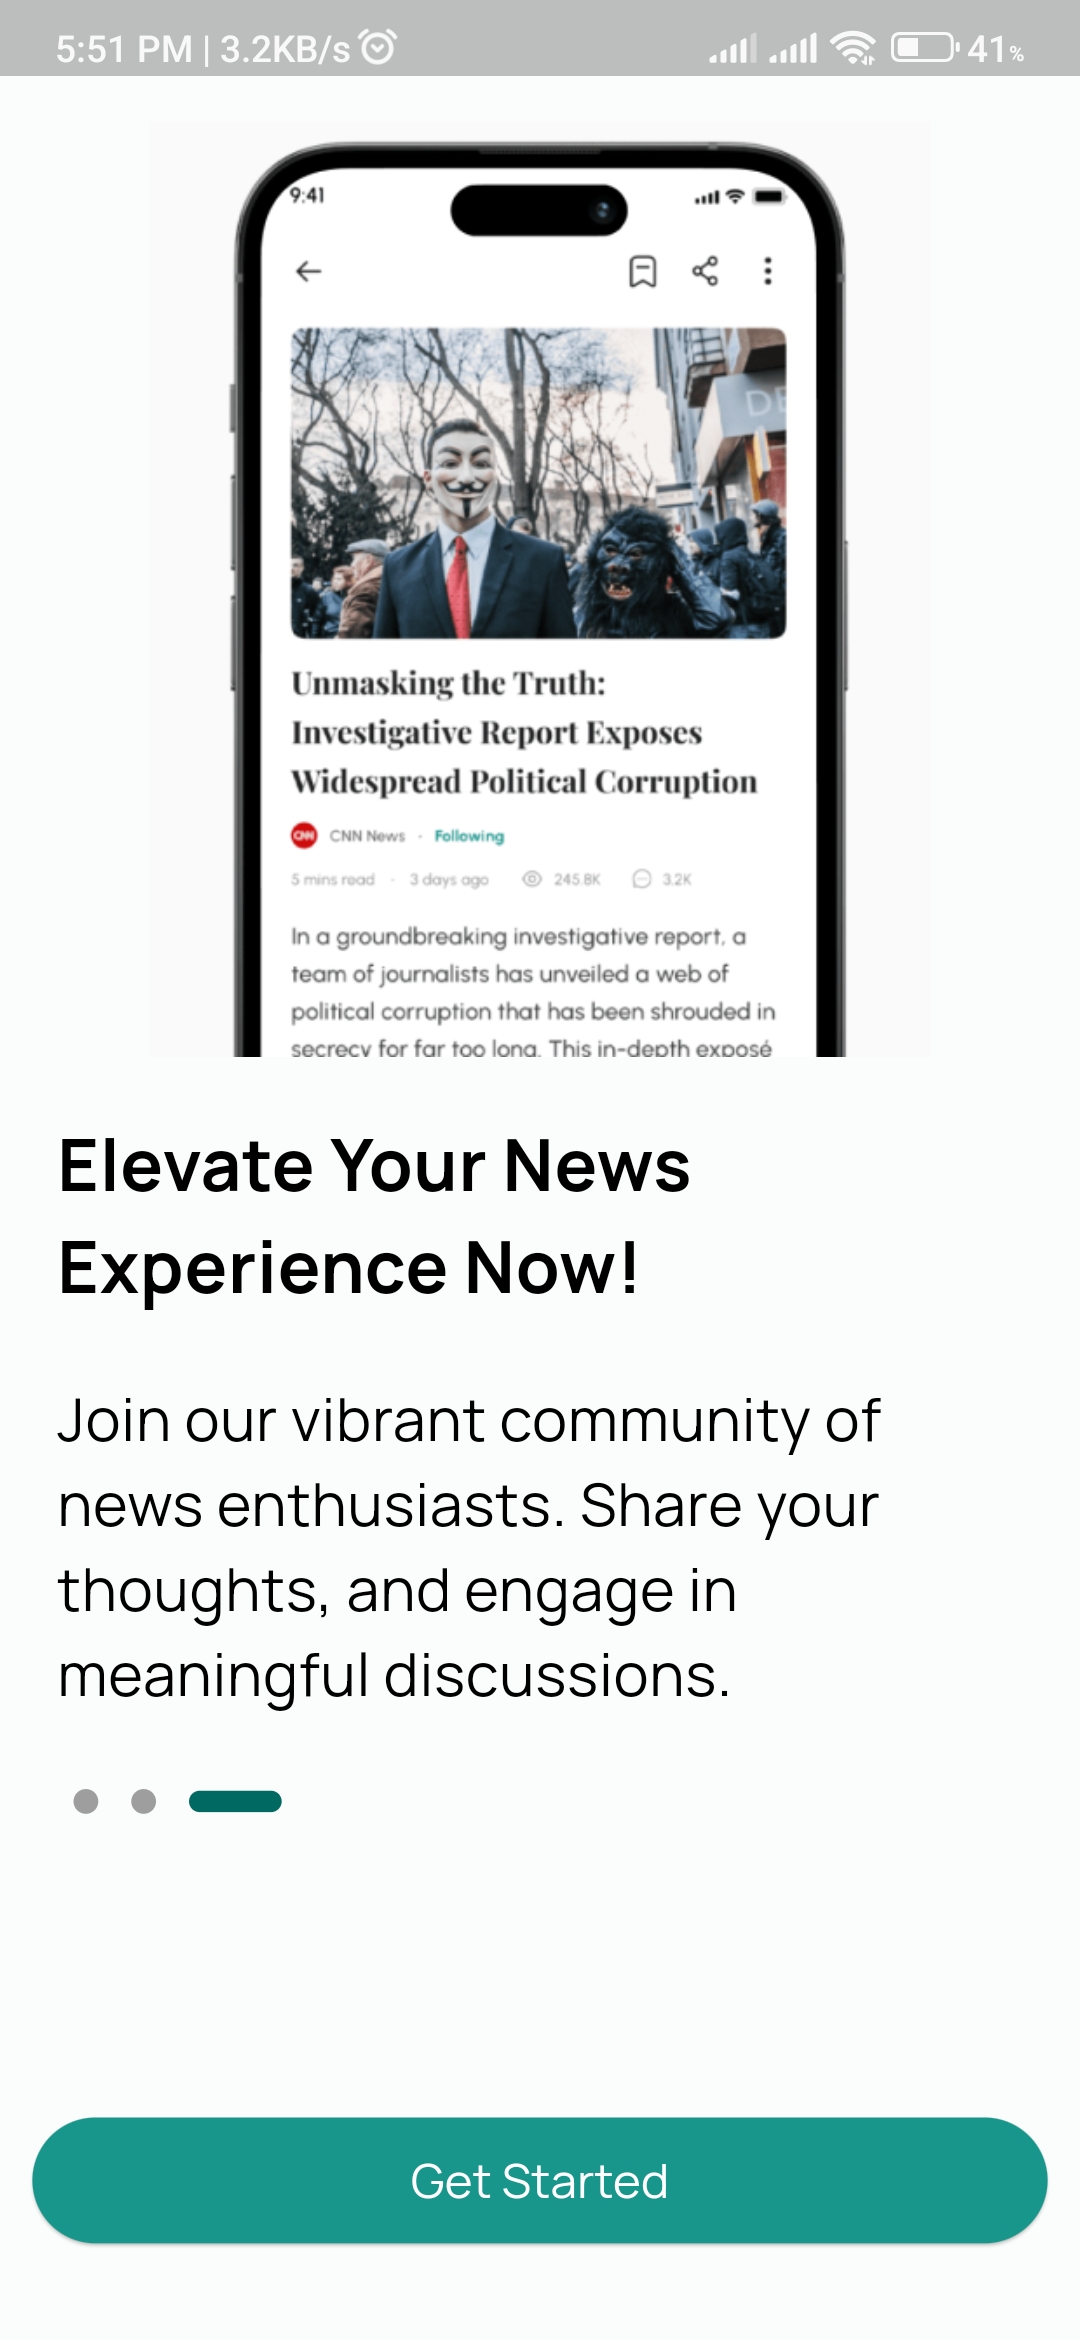 5:51 PM | 3.2KB/s 41%
9:41
DE
Unmasking the Truth:
Investigative Report Exposes
Widespread Political Corruption
CNN CNN News · Following
5 mins read · 3 days ago 245.8K 3.2K
In a groundbreaking investigative report, a
team of journalists has unveiled a web of
political corruption that has been shrouded in
secrecy for far too long. This in-depth exposé
Elevate Your News
Experience Now!
Join our vibrant community of
news enthusiasts. Share your
thoughts, and engage in
meaningful discussions.
Get Started